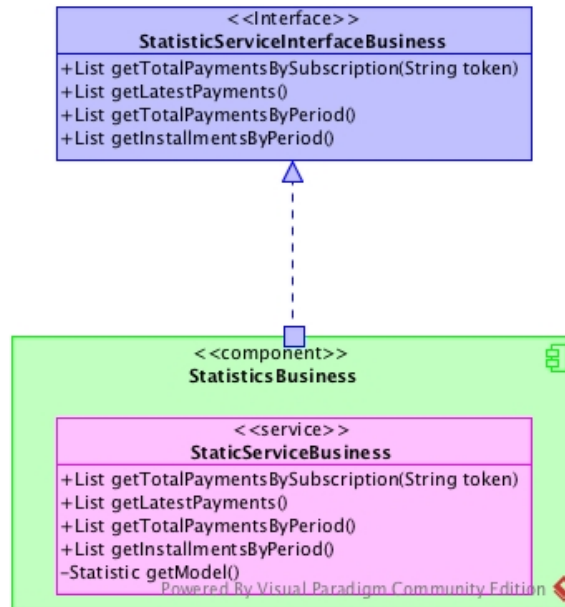 <<Interface>>
StatisticServiceInterfaceBusiness
+List getTotalPaymentsBySubscription(String token)
+List getLatestPayments()
+List getTotalPaymentsByPeriod()
+List getInstallmentsByPeriod()
<<component>>
StatisticsBusiness
<<service>>
StaticServiceBusiness
+List getTotalPaymentsBySubscription(String token)
+List getLatestPayments()
+List getTotalPaymentsByPeriod()
+List getInstallmentsByPeriod()
-Statistic getModel()
Powered By Visual Paradigm Community Edition